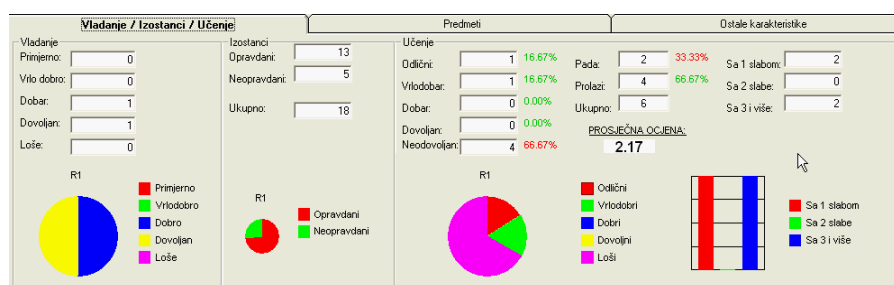 Vladanje / Izostanci / Učenje
Predmeti
Ostale karakteristike
Vladanje
Primjerno: 0
Vrlo dobro: 0
Dobar: 1
Dovoljan: 1
Loše: 0
R1
Primjerno
Vrlodobro
Dobro
Dovoljan
Loše
Izostanci
Opravdani: 13
Neopravdani: 5
Ukupno: 18
R1
Opravdani
Neopravdani
Učenje
Odlični: 1 16.67%
Vrlodobar: 1 16.67%
Dobar: 0 0.00%
Dovoljan: 0 0.00%
Neodovoljan: 4 66.67%
Pada: 2 33.33%
Prolazi: 4 66.67%
Ukupno: 6
PROSJEČNA OCJENA:
2.17
Sa 1 slabom: 2
Sa 2 slabe: 0
Sa 3 i više: 2
R1
Odlični
Vrlodobri
Dobri
Dovoljni
Loši
Sa 1 slabom
Sa 2 slabe
Sa 3 i više